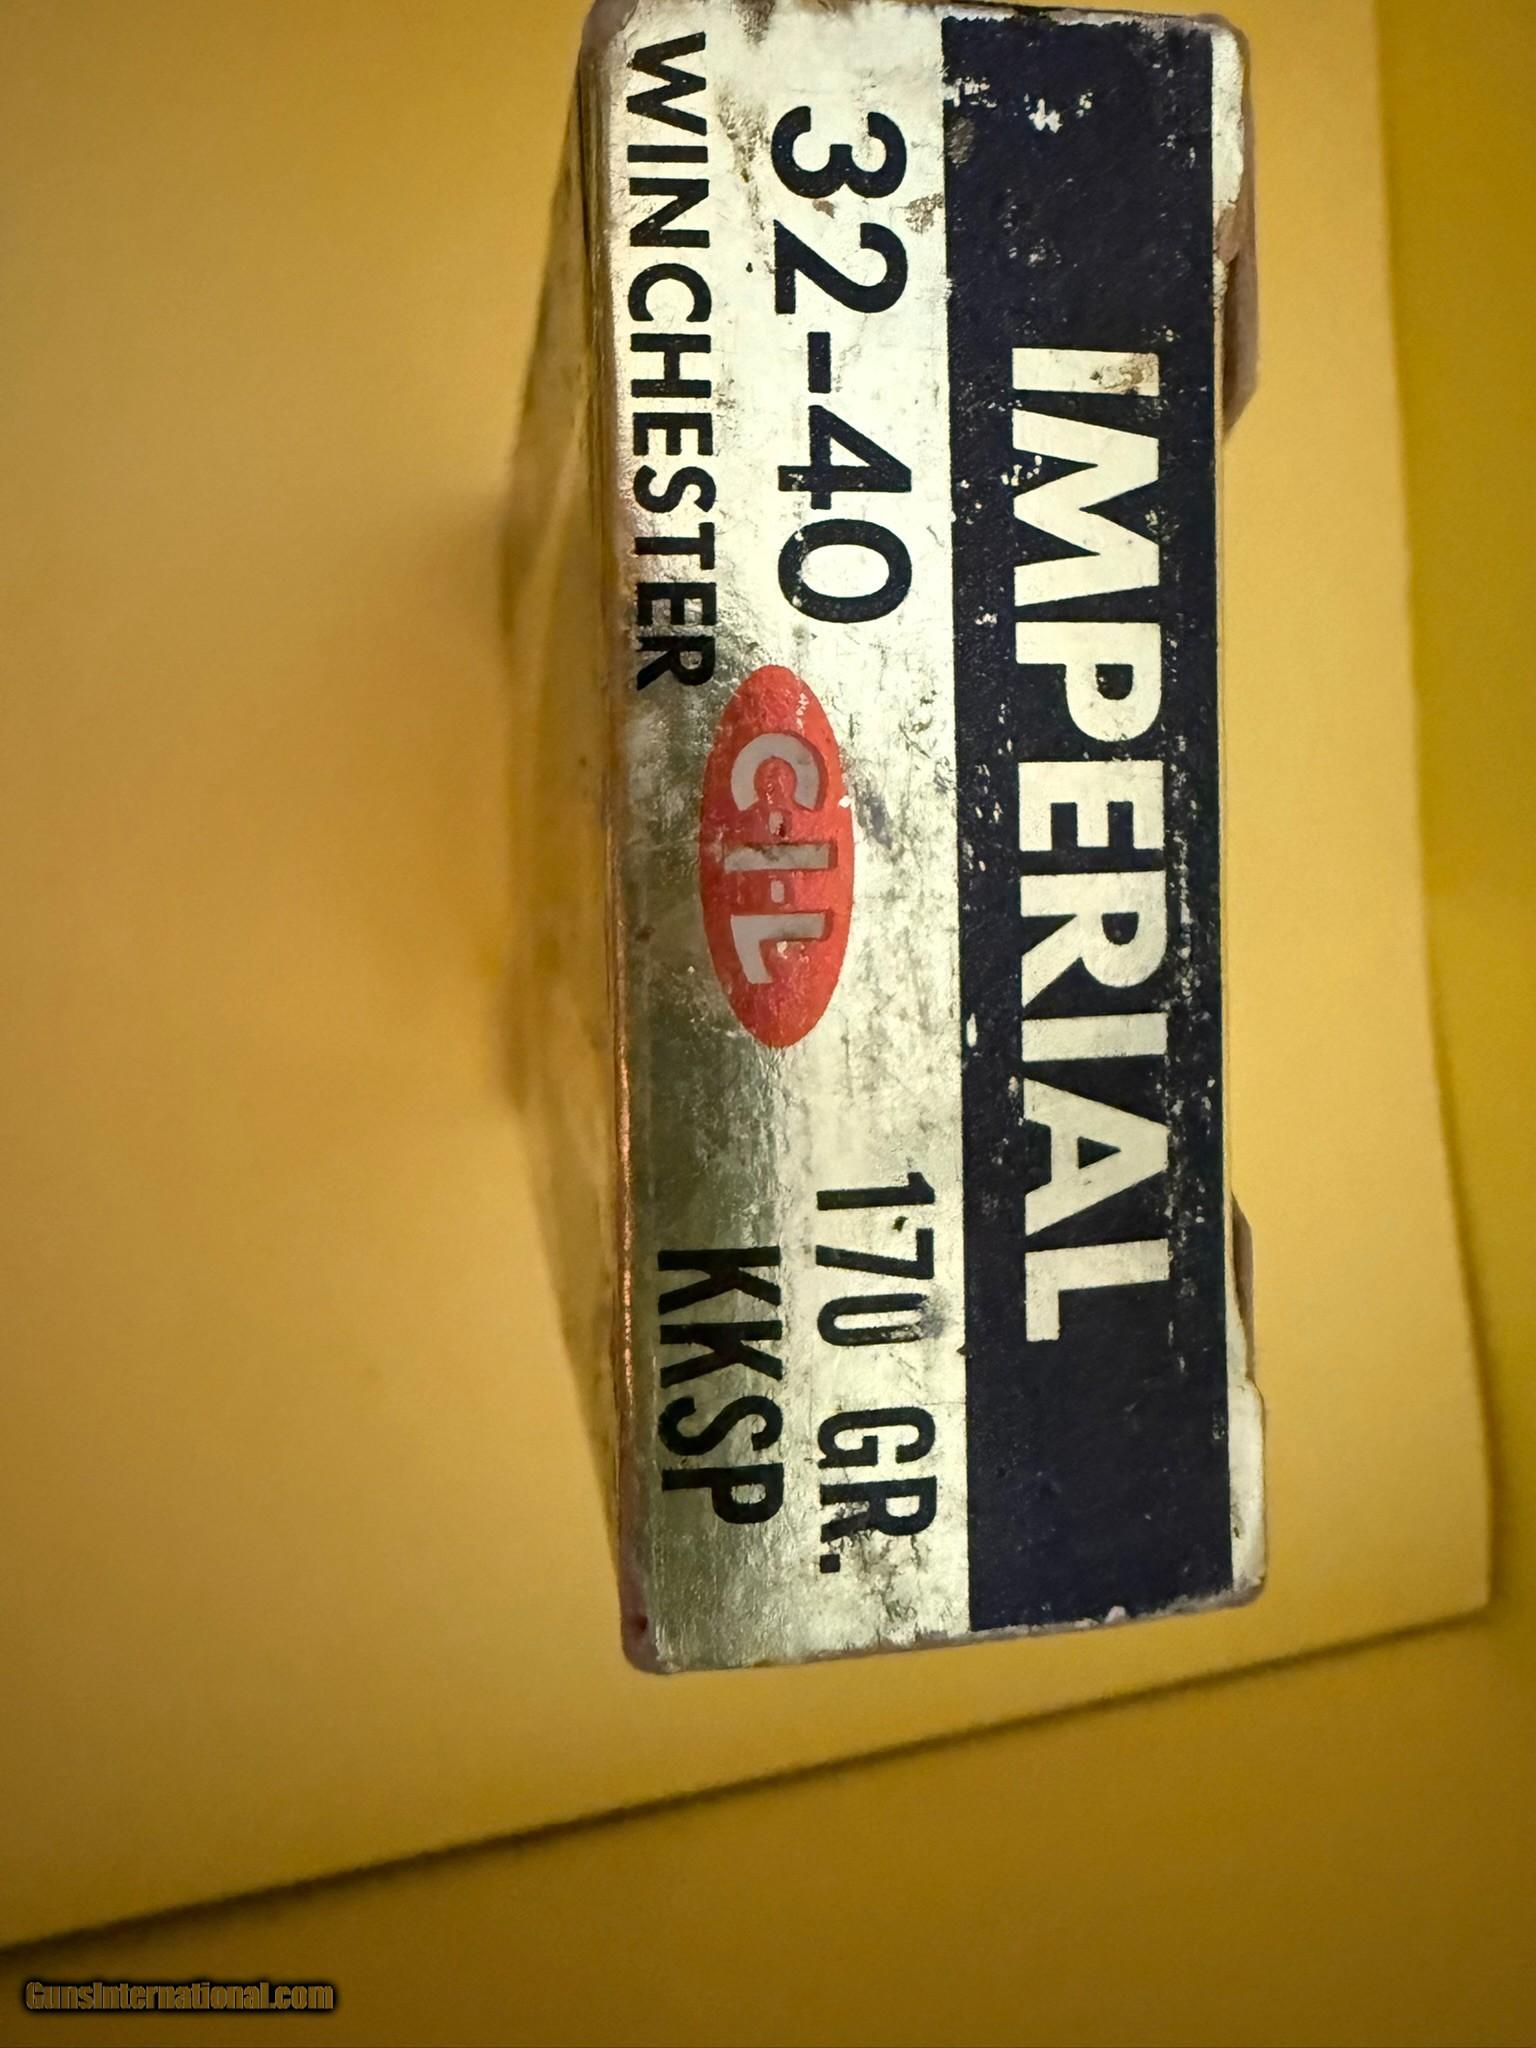 IMPERIAL
32-40
WINCHESTER
C-I-L
170 GR.
KKSP
GunsInternational.com